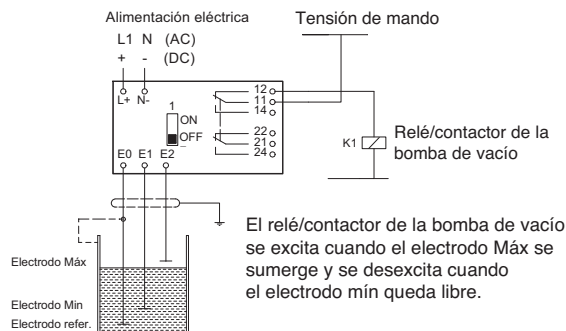 Alimentación eléctrica
L1 N (AC)
+ - (DC)
L+ N-
1
ON
OFF
E0 E1 E2
12
11
14
22
21
24
Tensión de mando
K1
Relé/contactor de la
bomba de vacío
Electrodo Máx
Electrodo Min
Electrodo refer.
El relé/contactor de la bomba de vacío
se excita cuando el electrodo Máx se
sumerge y se desexcita cuando
el electrodo mín queda libre.